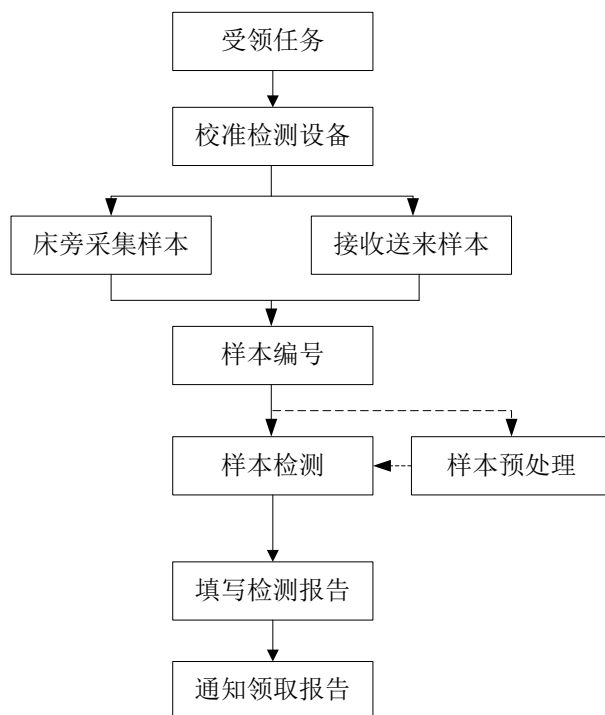 受领任务
校准检测设备
床旁采集样本
接收送来样本
样本编号
样本检测
样本预处理
填写检测报告
通知领取报告